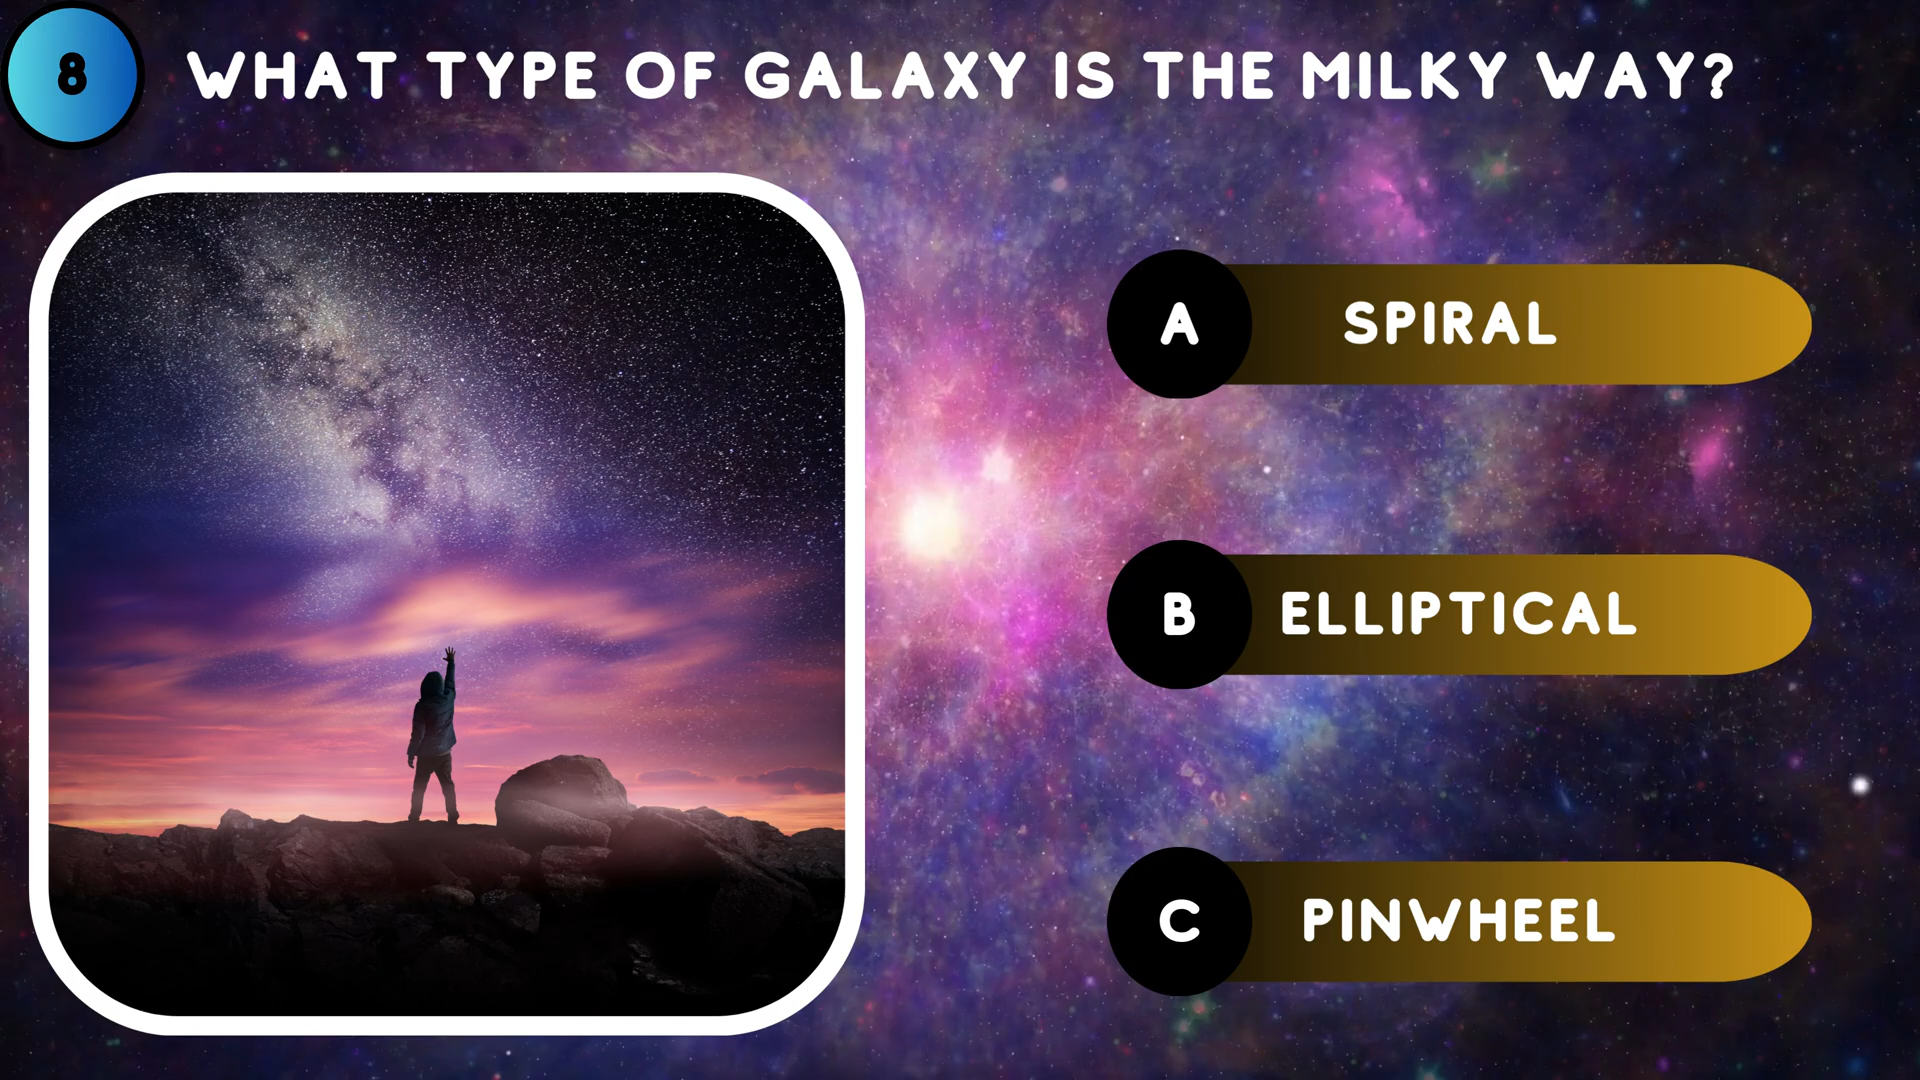 8
WHAT TYPE OF GALAXY IS THE MILKY WAY?
A
SPIRAL
B
ELLIPTICAL
C
PINWHEEL